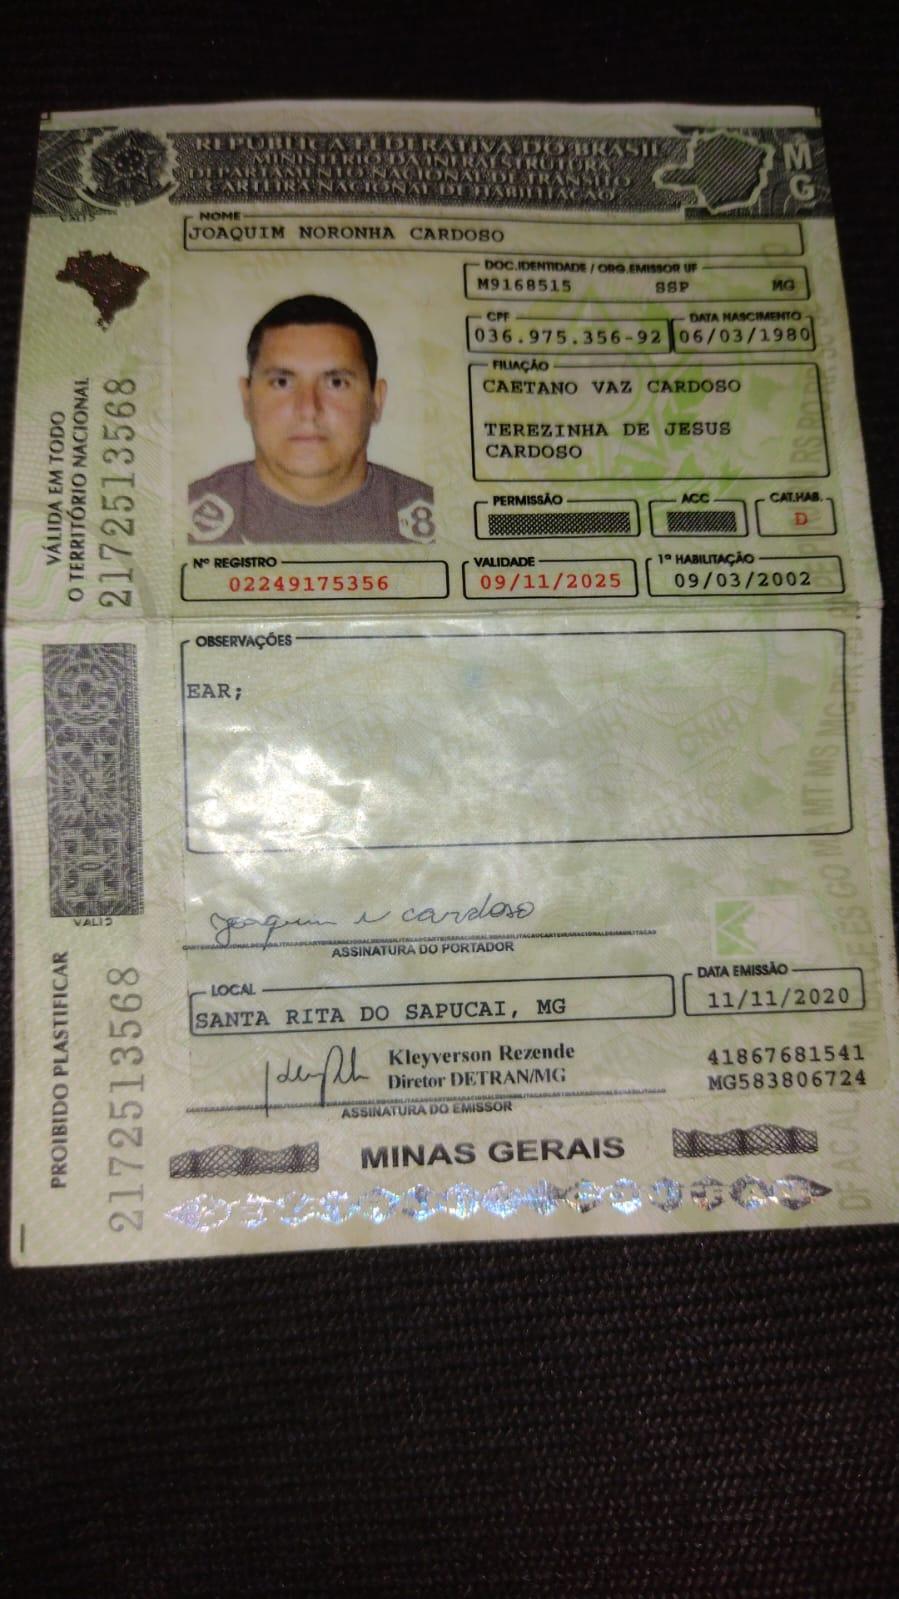 REPÚBLICA FEDERATIVA DO BRASIL
MINISTÉRIO DA INFRAESTRUTURA
DEPARTAMENTO NACIONAL DE TRÂNSITO
CARTEIRA NACIONAL DE HABILITAÇÃO
MG
NOME
JOAQUIM NORONHA CARDOSO
DOC.IDENTIDADE / ORG.EMISSOR UF
M9168515 SSP MG
CPF
036.975.356-92
DATA NASCIMENTO
06/03/1980
FILIAÇÃO
CAETANO VAZ CARDOSO
TEREZINHA DE JESUS
CARDOSO
PERMISSÃO
ACC
CAT.HAB.
D
Nº REGISTRO
02249175356
VALIDADE
09/11/2025
1ª HABILITAÇÃO
09/03/2002
VÁLIDA EM TODO
O TERRITÓRIO NACIONAL
2172513568
OBSERVAÇÕES
EAR;
VALID
Joaquim N Cardoso
ASSINATURA DO PORTADOR
LOCAL
SANTA RITA DO SAPUCAI, MG
DATA EMISSÃO
11/11/2020
Kleyverson Rezende
Diretor DETRAN/MG
ASSINATURA DO EMISSOR
41867681541
MG583806724
PROIBIDO PLASTIFICAR
2172513568
MINAS GERAIS